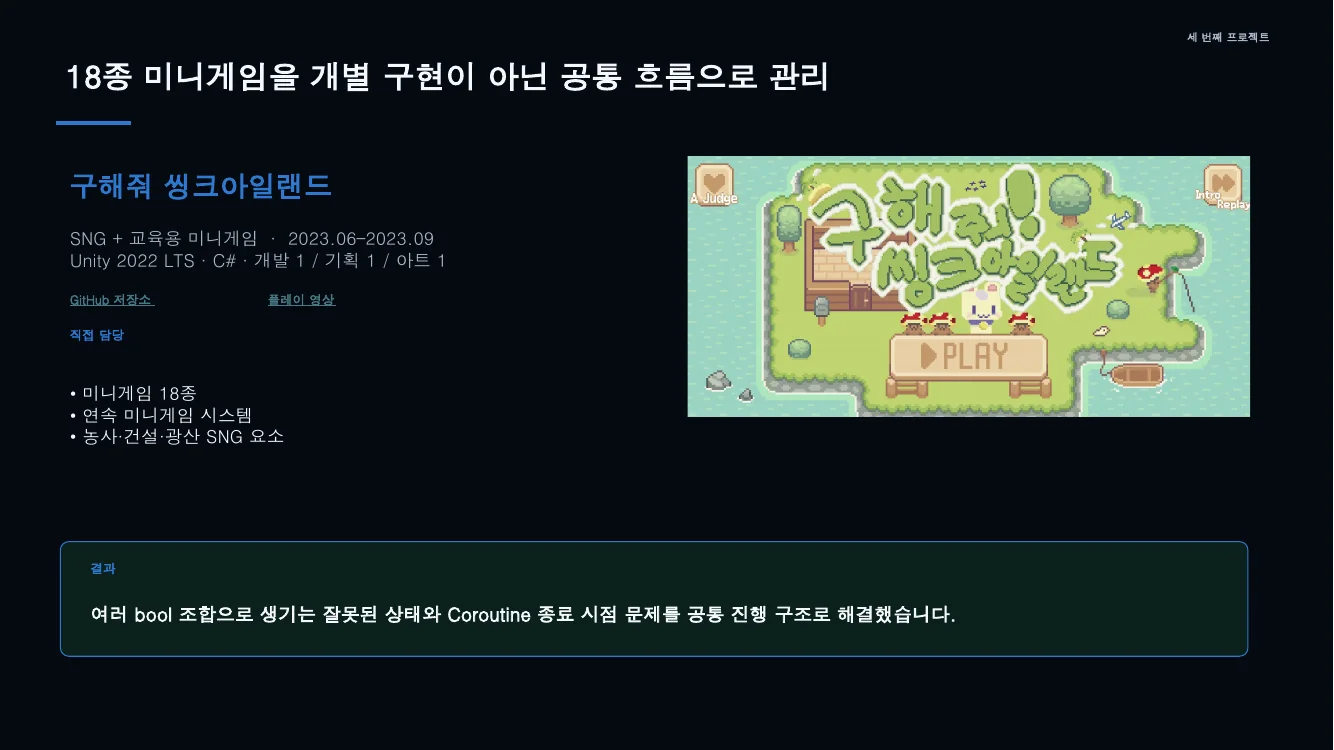 세 번째 프로젝트
18종 미니게임을 개별 구현이 아닌 공통 흐름으로 관리
구해줘 씽크아일랜드
SNG + 교육용 미니게임 · 2023.06–2023.09
Unity 2022 LTS · C# · 개발 1 / 기획 1 / 아트 1
GitHub 저장소
플레이 영상
직접 담당
• 미니게임 18종
• 연속 미니게임 시스템
• 농사·건설·광산 SNG 요소
A Judge
Intro
Replay
구해줘!
씽크아일랜드
PLAY
결과
여러 bool 조합으로 생기는 잘못된 상태와 Coroutine 종료 시점 문제를 공통 진행 구조로 해결했습니다.